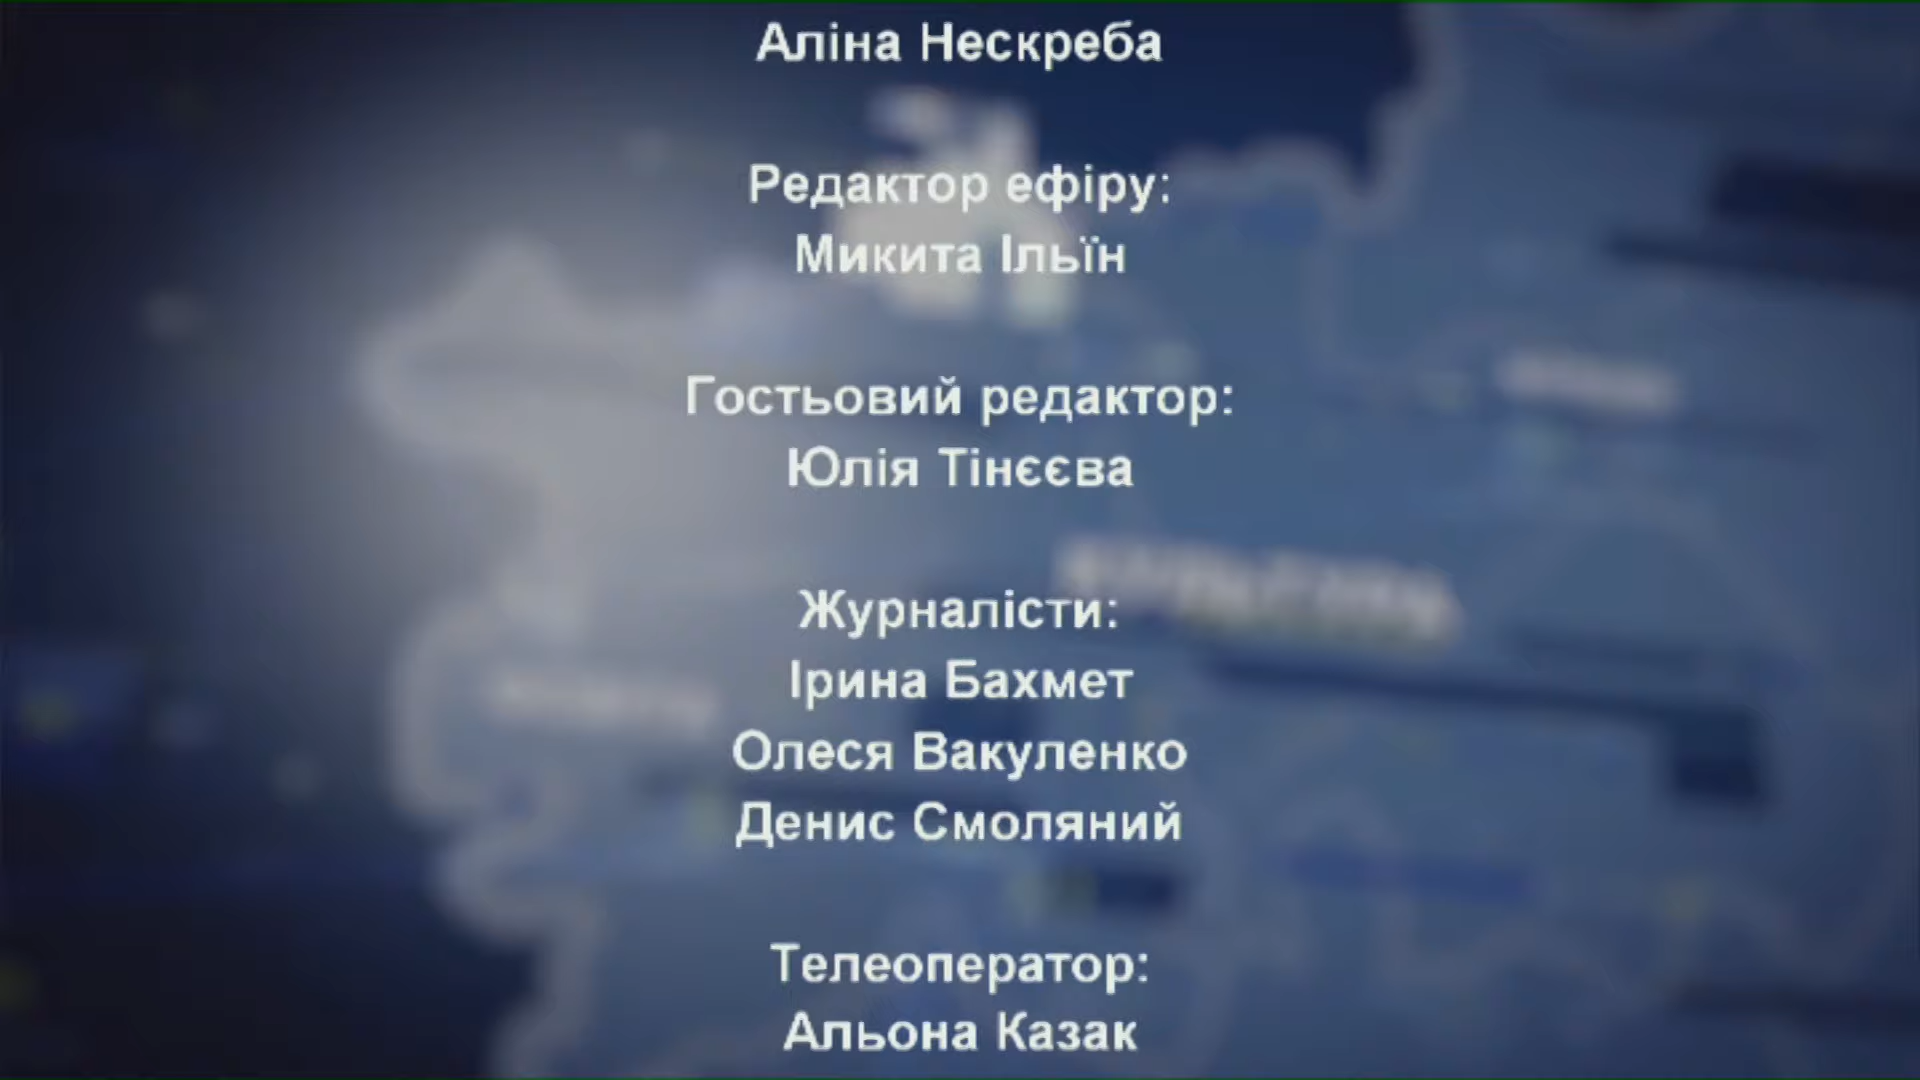 Аліна Нескреба
Редактор ефіру:
Микита Ільїн
Гостьовий редактор:
Юлія Тінєєва
Журналісти:
Ірина Бахмет
Олеся Вакуленко
Денис Смоляний
Телеоператор:
Альона Казак